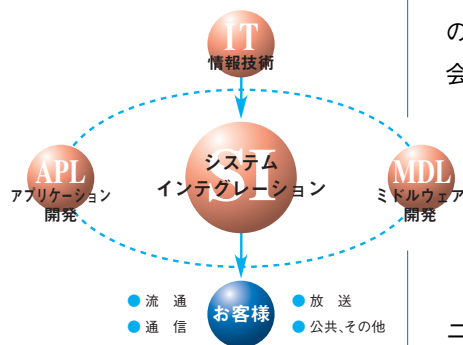 IT
情報技術
APL
アプリケーション
開発
SI
システム
インテグレーション
MDL
ミドルウェア
開発
お客様
●流 通
●通 信
●放 送
●公共、その他
の
会
ニ